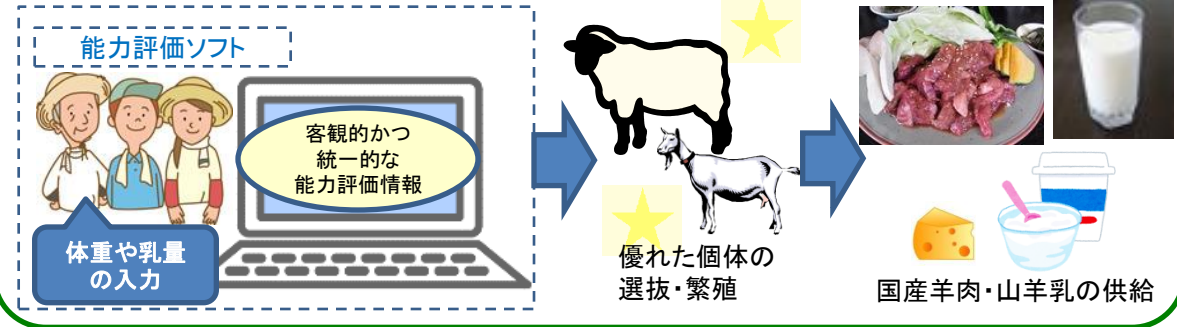 能力評価ソフト
客観的かつ
統一的な
能力評価情報
体重や乳量
の入力
優れた個体の
選抜・繁殖
国産羊肉・山羊乳の供給